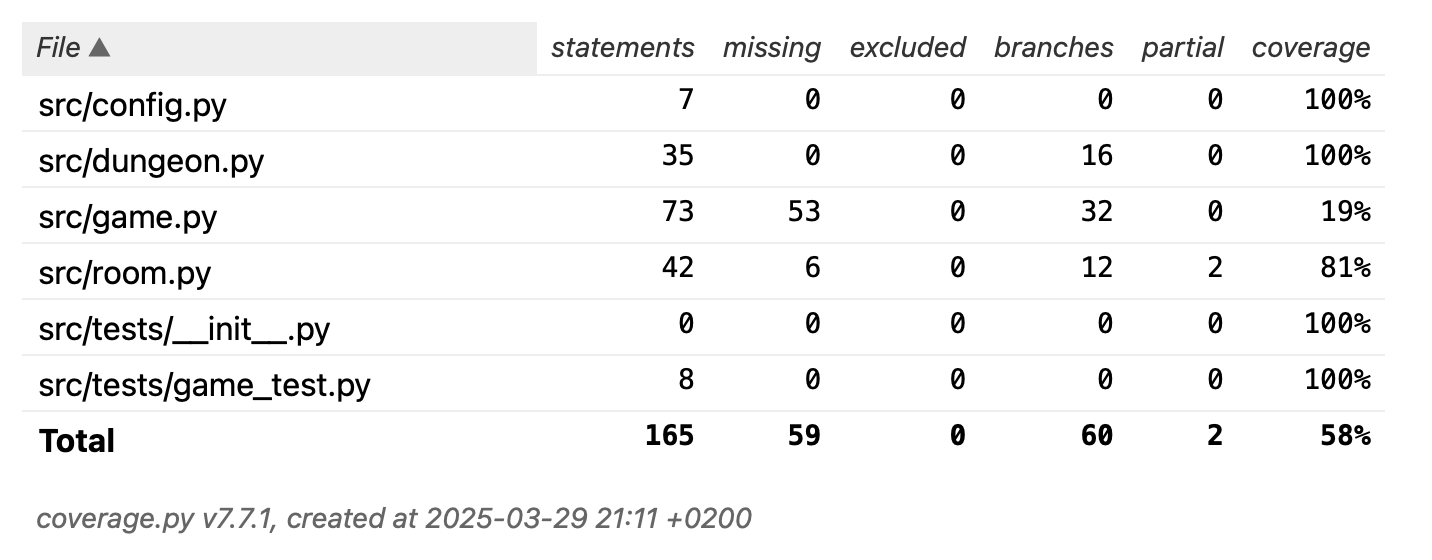 File ▲ statements missing excluded branches partial coverage
src/config.py 7 0 0 0 0 100%
src/dungeon.py 35 0 0 16 0 100%
src/game.py 73 53 0 32 0 19%
src/room.py 42 6 0 12 2 81%
src/tests/__init__.py 0 0 0 0 0 100%
src/tests/game_test.py 8 0 0 0 0 100%
Total 165 59 0 60 2 58%
coverage.py v7.7.1, created at 2025-03-29 21:11 +0200